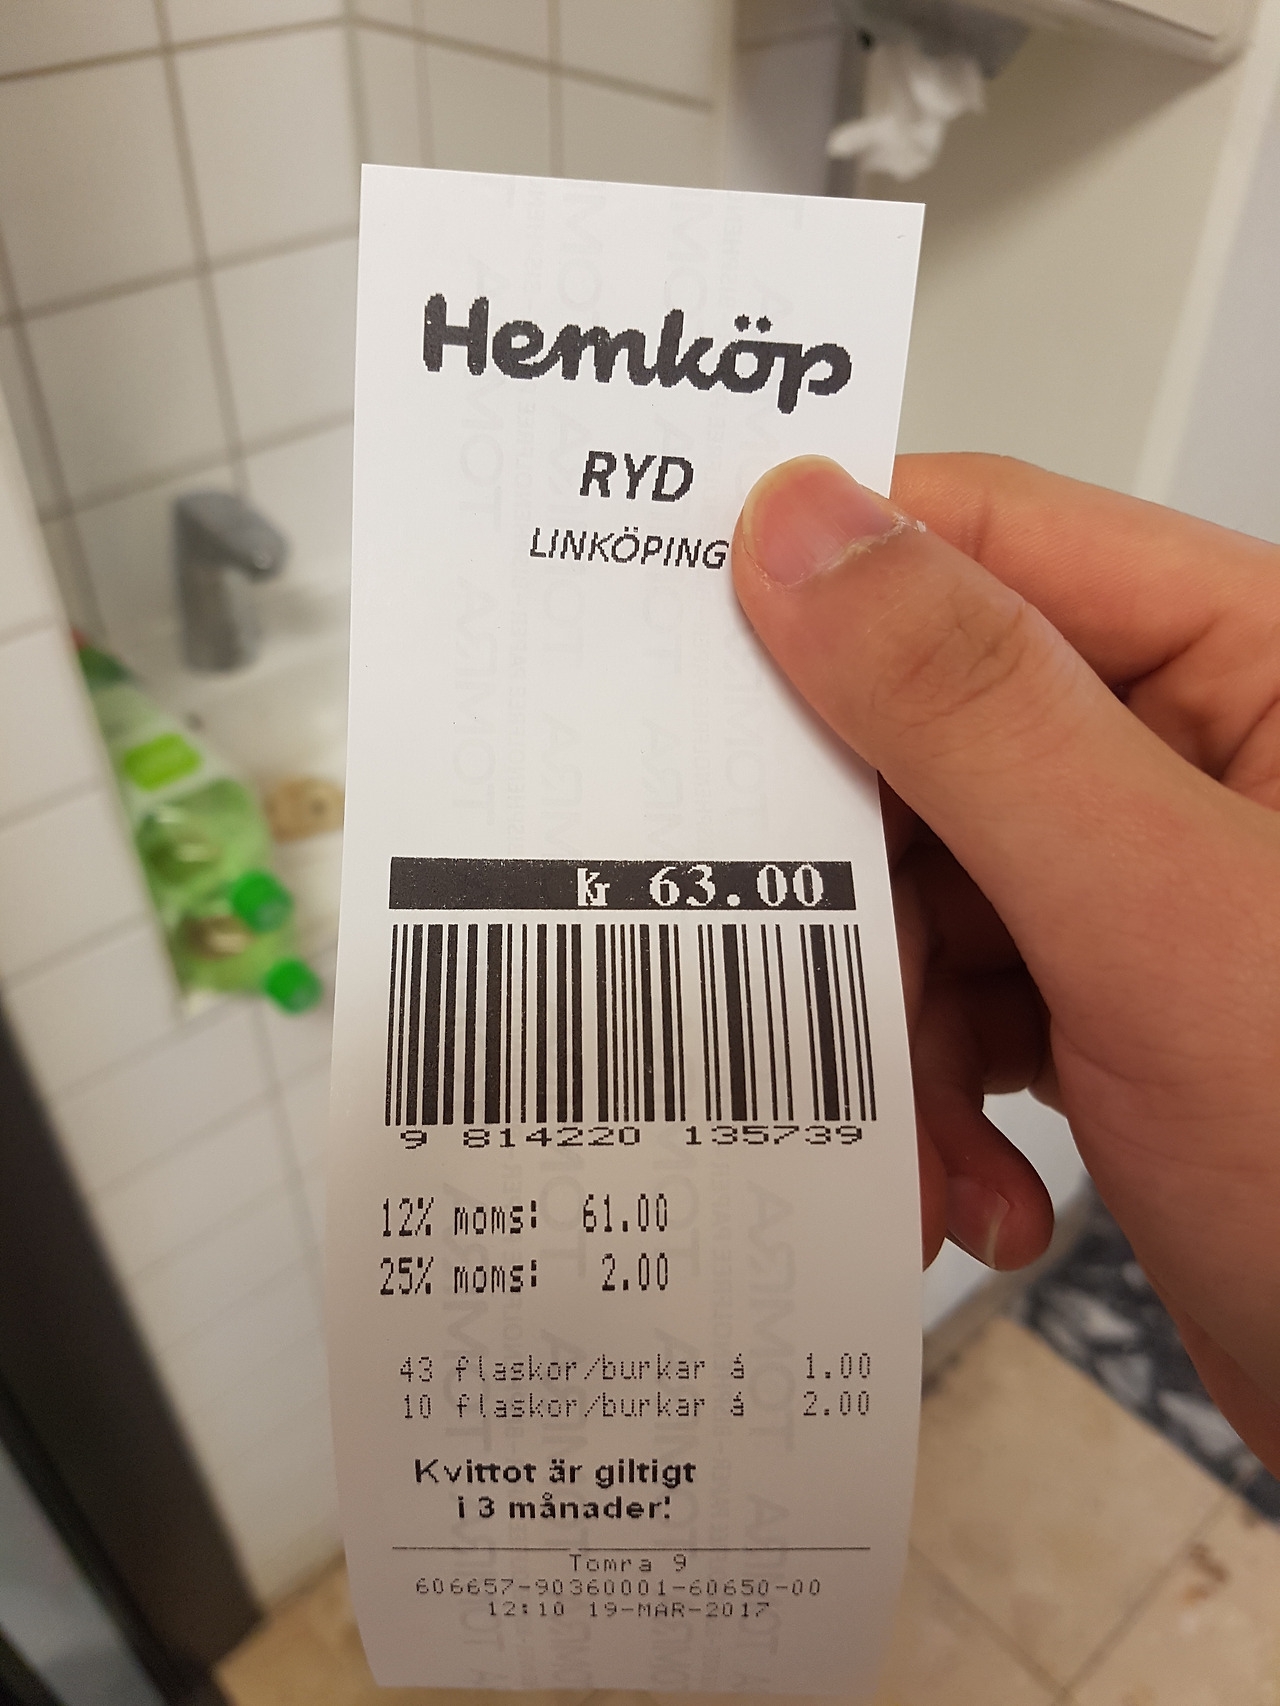 Hemköp
RYD
LINKÖPING
Kr 63.00
9 814220 135739
12% moms: 61.00
25% moms: 2.00
43 flaskor/burkar á 1.00
10 flaskor/burkar á 2.00
Kvittot är giltigt
i 3 månader!
Tomra 9
606657-90360001-60650-00
12:10 19-MAR-2017